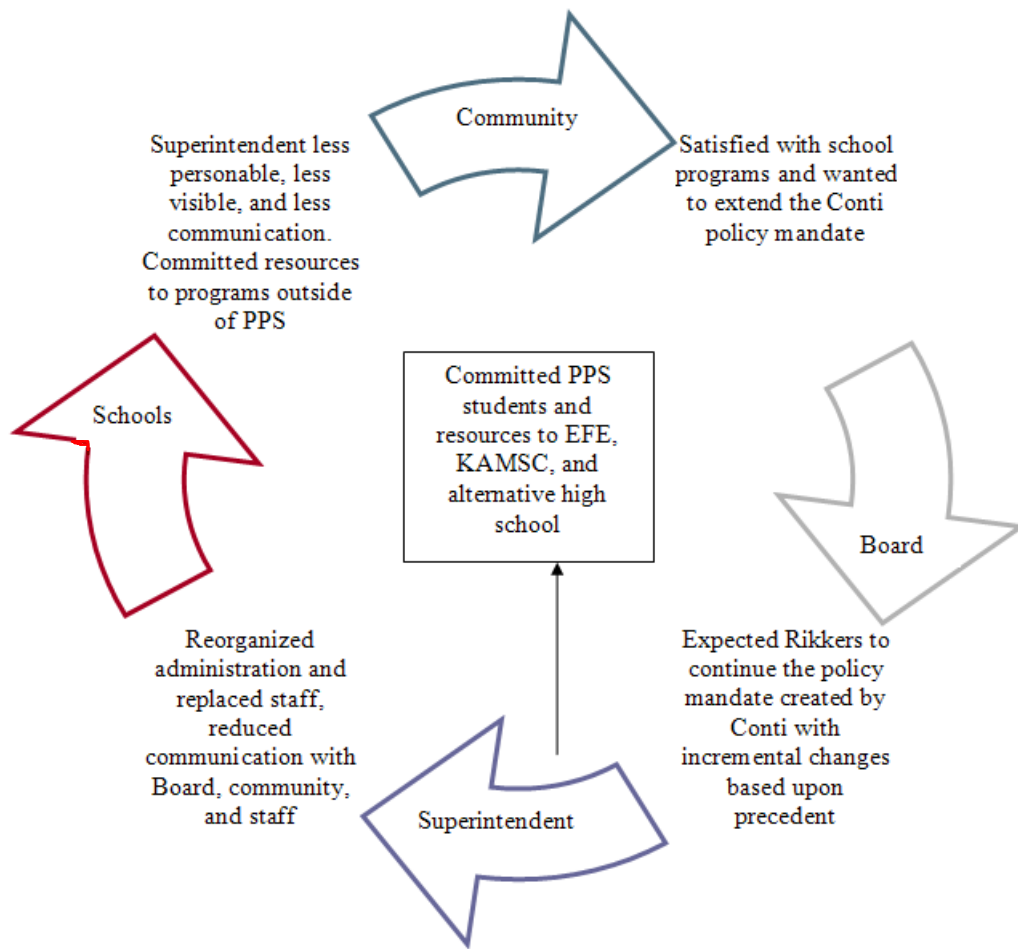 Community
Satisfied with school
programs and wanted
to extend the Conti
policy mandate
Board
Expected Rikkers to
continue the policy
mandate created by
Conti with
incremental changes
based upon
precedent
Superintendent
Committed PPS
students and
resources to EFE,
KAMSC, and
alternative high
school
Reorganized
administration and
replaced staff,
reduced
communication with
Board, community,
and staff
Schools
Superintendent less
personable, less
visible, and less
communication.
Committed resources
to programs outside
of PPS